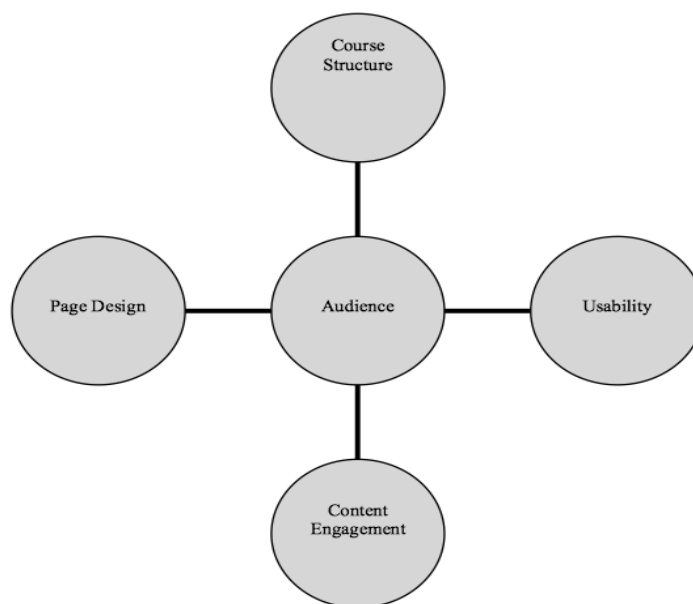 Course
Structure
Page Design
Audience
Usability
Content
Engagement